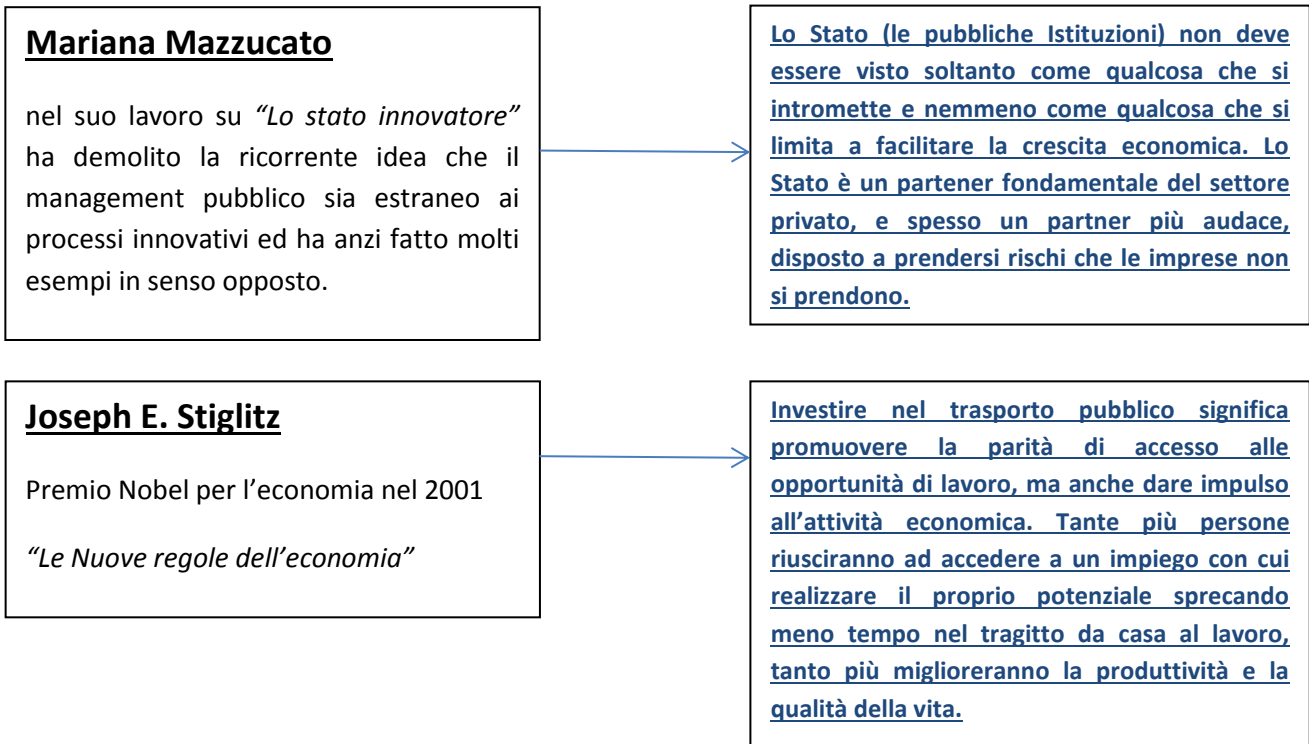 Mariana Mazzucato
nel suo lavoro su “Lo stato innovatore”
ha demolito la ricorrente idea che il
management pubblico sia estraneo ai
processi innovativi ed ha anzi fatto molti
esempi in senso opposto.
Lo Stato (le pubbliche Istituzioni) non deve
essere visto soltanto come qualcosa che si
intromette e nemmeno come qualcosa che si
limita a facilitare la crescita economica. Lo
Stato è un partener fondamentale del settore
privato, e spesso un partner più audace,
disposto a prendersi rischi che le imprese non
si prendono.
Joseph E. Stiglitz
Premio Nobel per l’economia nel 2001
“Le Nuove regole dell’economia”
Investire nel trasporto pubblico significa
promuovere la parità di accesso alle
opportunità di lavoro, ma anche dare impulso
all’attività economica. Tante più persone
riusciranno ad accedere a un impiego con cui
realizzare il proprio potenziale sprecando
meno tempo nel tragitto da casa al lavoro,
tanto più miglioreranno la produttività e la
qualità della vita.